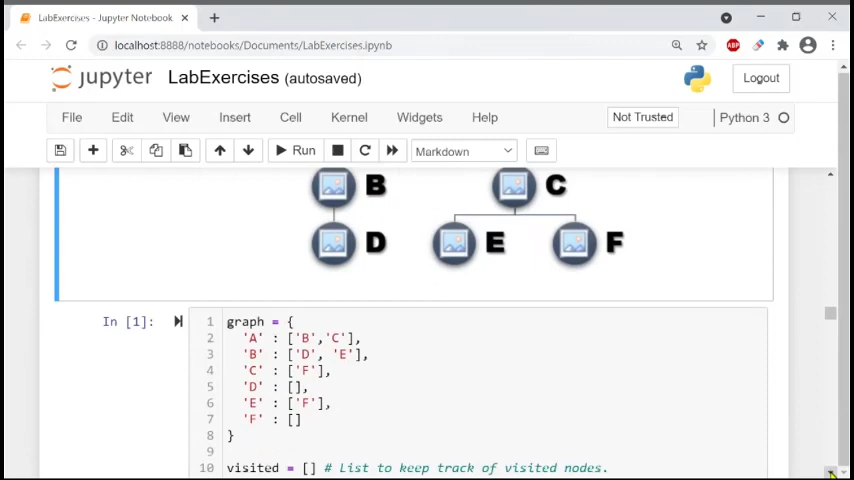 LabExercises - Jupyter Notebook
localhost:8888/notebooks/Documents/LabExercises.ipynb
ABP
jupyter LabExercises (autosaved)
Logout
File Edit View Insert Cell Kernel Widgets Help Not Trusted Python 3
Run Markdown
B C
D E F
In [1]:
1 graph = {
2 'A' : ['B','C'],
3 'B' : ['D', 'E'],
4 'C' : ['F'],
5 'D' : [],
6 'E' : ['F'],
7 'F' : []
8 }
9
10 visited = [] # List to keep track of visited nodes.